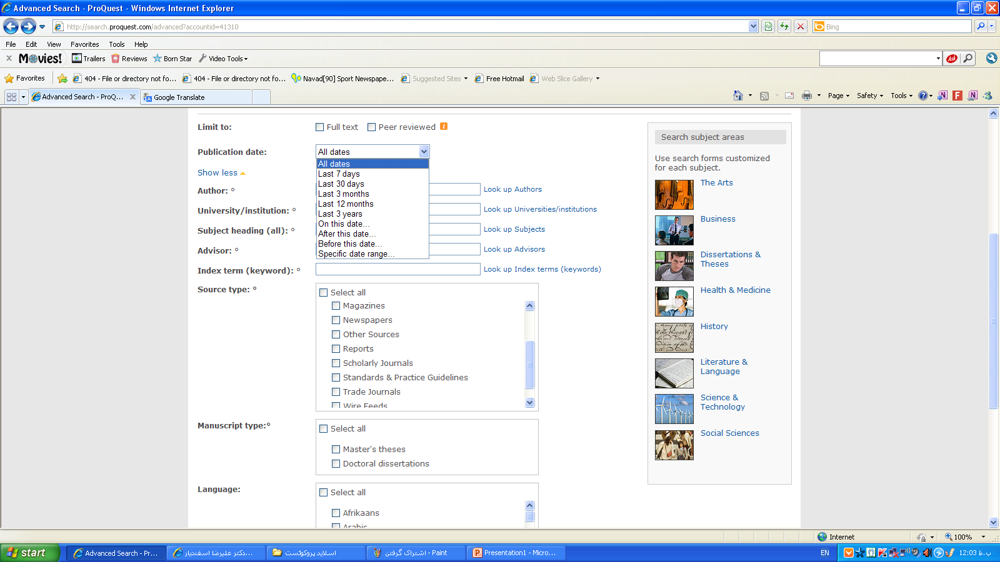 Advanced Search - ProQuest - Windows Internet Explorer
http://search.proquest.com/advanced?accountid=41310
Bing
File Edit View Favorites Tools Help
x Movies! Trailers Reviews Born Star Video Tools
Ask
Favorites 404 - File or directory not fo... 404 - File or directory not fo... Navad[90] Sport Newspape... Suggested Sites Free Hotmail Web Slice Gallery
Advanced Search - ProQ... X Google Translate Page Safety Tools
Limit to: Full text Peer reviewed i
Publication date: All dates
All dates
Last 7 days
Last 30 days
Last 3 months
Last 12 months
Last 3 years
On this date...
After this date...
Before this date...
Specific date range...
Show less
Author: ° Look up Authors
University/institution: ° Look up Universities/institutions
Subject heading (all): ° Look up Subjects
Advisor: ° Look up Advisors
Index term (keyword): ° Look up Index terms (keywords)
Source type: ° Select all
Magazines
Newspapers
Other Sources
Reports
Scholarly Journals
Standards & Practice Guidelines
Trade Journals
Wire Feeds
Manuscript type:° Select all
Master's theses
Doctoral dissertations
Language: Select all
Afrikaans
Arabic
Search subject areas
Use search forms customized
for each subject.
The Arts
Business
Dissertations &
Theses
Health & Medicine
History
Literature &
Language
Science &
Technology
Social Sciences
Internet 100%
start Advanced Search - Pr... دکتر علیرضا اسفندیار... اسلاید پروکوئست اشتراک گرفتن - Paint Presentation1 - Micro... EN 12:03 ب.ظ